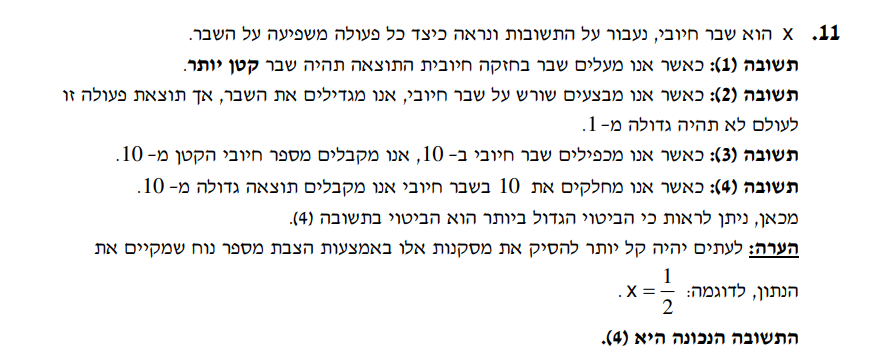 11. x הוא שבר חיובי, נעבור על התשובות ונראה כיצד כל פעולה משפיעה על השבר.
תשובה (1): כאשר אנו מעלים שבר בחזקה חיובית התוצאה תהיה שבר קטן יותר.
תשובה (2): כאשר אנו מבצעים שורש על שבר חיובי, אנו מגדילים את השבר, אך תוצאת פעולה זו
לעולם לא תהיה גדולה מ-1.
תשובה (3): כאשר אנו מכפילים שבר חיובי ב- 10, אנו מקבלים מספר חיובי הקטן מ- 10.
תשובה (4): כאשר אנו מחלקים את 10 בשבר חיובי אנו מקבלים תוצאה גדולה מ- 10.
מכאן, ניתן לראות כי הביטוי הגדול ביותר הוא הביטוי בתשובה (4).
הערה: לעתים יהיה קל יותר להסיק את מסקנות אלו באמצעות הצבת מספר נוח שמקיים את
הנתון, לדוגמה: x = 1/2 .
התשובה הנכונה היא (4).